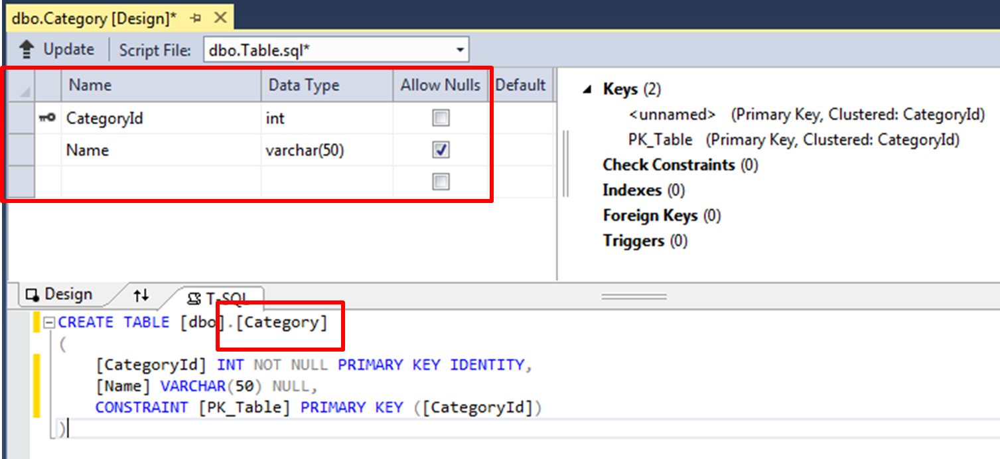 dbo.Category [Design]*
Update Script File: dbo.Table.sql*
Name Data Type Allow Nulls Default
CategoryId int
Name varchar(50)
Keys (2)
<unnamed> (Primary Key, Clustered: CategoryId)
PK_Table (Primary Key, Clustered: CategoryId)
Check Constraints (0)
Indexes (0)
Foreign Keys (0)
Triggers (0)
Design T-SQL
CREATE TABLE [dbo].[Category]
(
[CategoryId] INT NOT NULL PRIMARY KEY IDENTITY,
[Name] VARCHAR(50) NULL,
CONSTRAINT [PK_Table] PRIMARY KEY ([CategoryId])
)